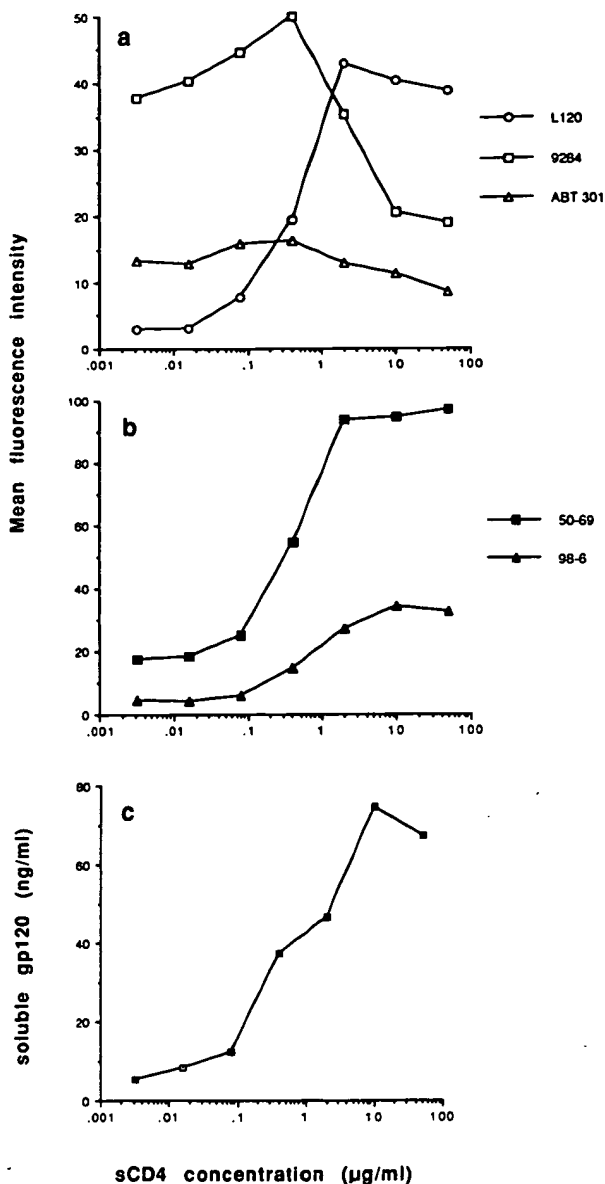 a
50
40
30
20
10
0
.001 .01 .1 1 10 100
L120
9284
ABT 301
Mean fluorescence intensity
b
100
80
60
40
20
0
.001 .01 .1 1 10 100
50-69
98-6
c
80
60
40
20
0
.001 .01 .1 1 10 100
soluble gp120 (ng/ml)
sCD4 concentration (µg/ml)